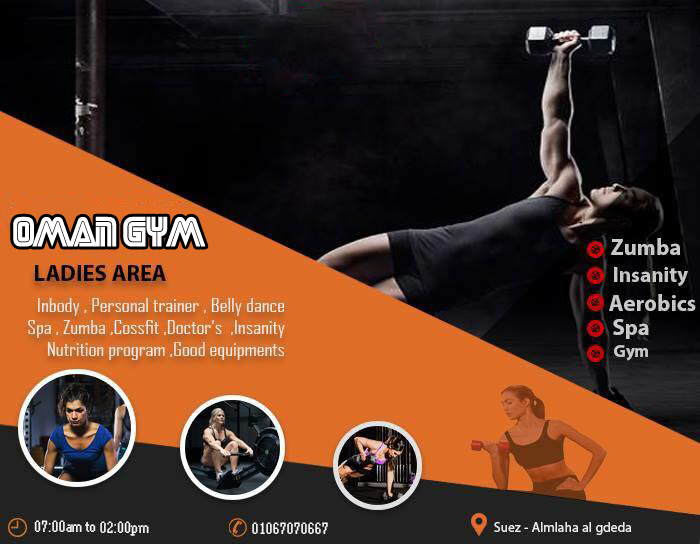 OMAN GYM
LADIES AREA
Inbody , Personal trainer , Belly dance
Spa , Zumba ,Cossfit ,Doctor's ,Insanity
Nutrition program ,Good equipments
Zumba
Insanity
Aerobics
Spa
Gym
07:00am to 02:00pm
01067070667
Suez - Almlaha al gdeda